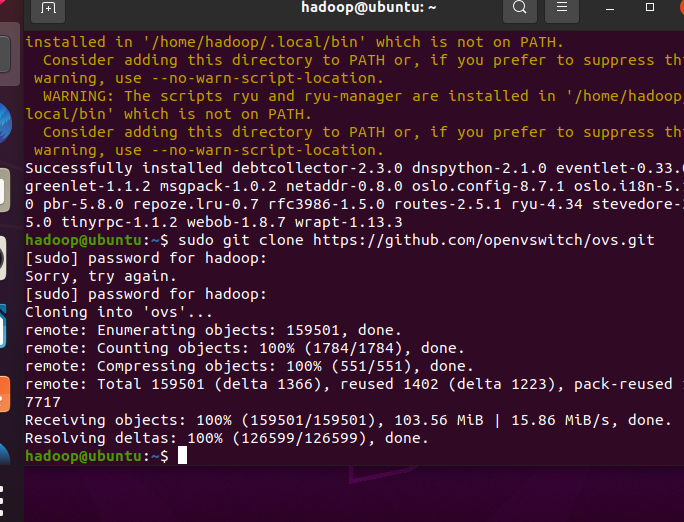 hadoop@ubuntu: ~
installed in '/home/hadoop/.local/bin' which is not on PATH.
Consider adding this directory to PATH or, if you prefer to suppress th
warning, use --no-warn-script-location.
WARNING: The scripts ryu and ryu-manager are installed in '/home/hadoop/
local/bin' which is not on PATH.
Consider adding this directory to PATH or, if you prefer to suppress th
warning, use --no-warn-script-location.
Successfully installed debtcollector-2.3.0 dnspython-2.1.0 eventlet-0.33.0
greenlet-1.1.2 msgpack-1.0.2 netaddr-0.8.0 oslo.config-8.7.1 oslo.i18n-5.
0 pbr-5.8.0 repoze.lru-0.7 rfc3986-1.5.0 routes-2.5.1 ryu-4.34 stevedore-
5.0 tinyrpc-1.1.2 webob-1.8.7 wrapt-1.13.3
hadoop@ubuntu:~$ sudo git clone https://github.com/openvswitch/ovs.git
[sudo] password for hadoop:
Sorry, try again.
[sudo] password for hadoop:
Cloning into 'ovs'...
remote: Enumerating objects: 159501, done.
remote: Counting objects: 100% (1784/1784), done.
remote: Compressing objects: 100% (551/551), done.
remote: Total 159501 (delta 1366), reused 1402 (delta 1223), pack-reused
7717
Receiving objects: 100% (159501/159501), 103.56 MiB | 15.86 MiB/s, done.
Resolving deltas: 100% (126599/126599), done.
hadoop@ubuntu:~$